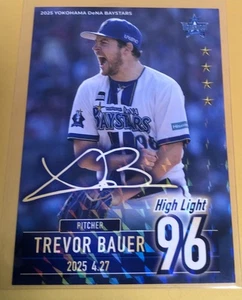 2025 YOKOHAMA DeNA BAYSTARS
BAYSTARS
PITCHER
High Light
TREVOR BAUER
96
2025 4.27